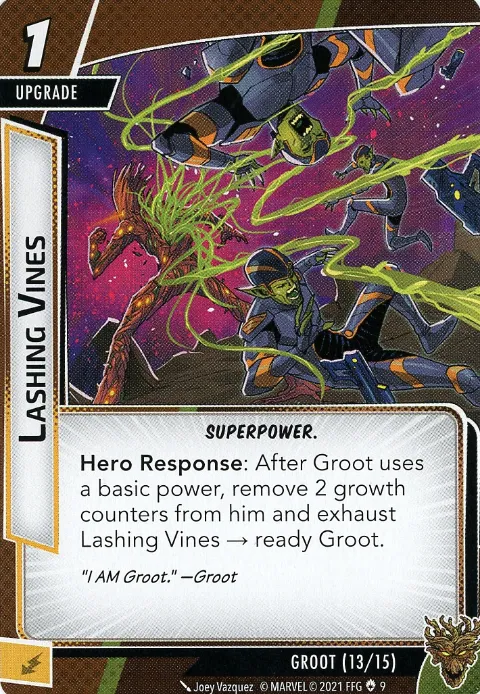 1
UPGRADE
LASHING VINES
SUPERPOWER.
Hero Response: After Groot uses
a basic power, remove 2 growth
counters from him and exhaust
Lashing Vines → ready Groot.
"I AM Groot." —Groot
GROOT (13/15)
Joey Vazquez © MARVEL © 2021 FFG 9